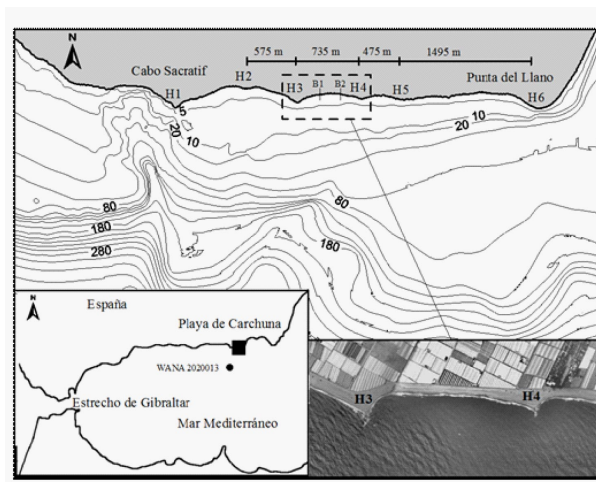 N
575 m 735 m 475 m 1495 m
Cabo Sacratif
Punta del Llano
H1 H2 H3 B1 B2 H4 H5 H6
5
20
10
10
20
80
80
180
180
280
N
España
Playa de Carchuna
WANA 2020013
Estrecho de Gibraltar
Mar Mediterráneo
H3 H4